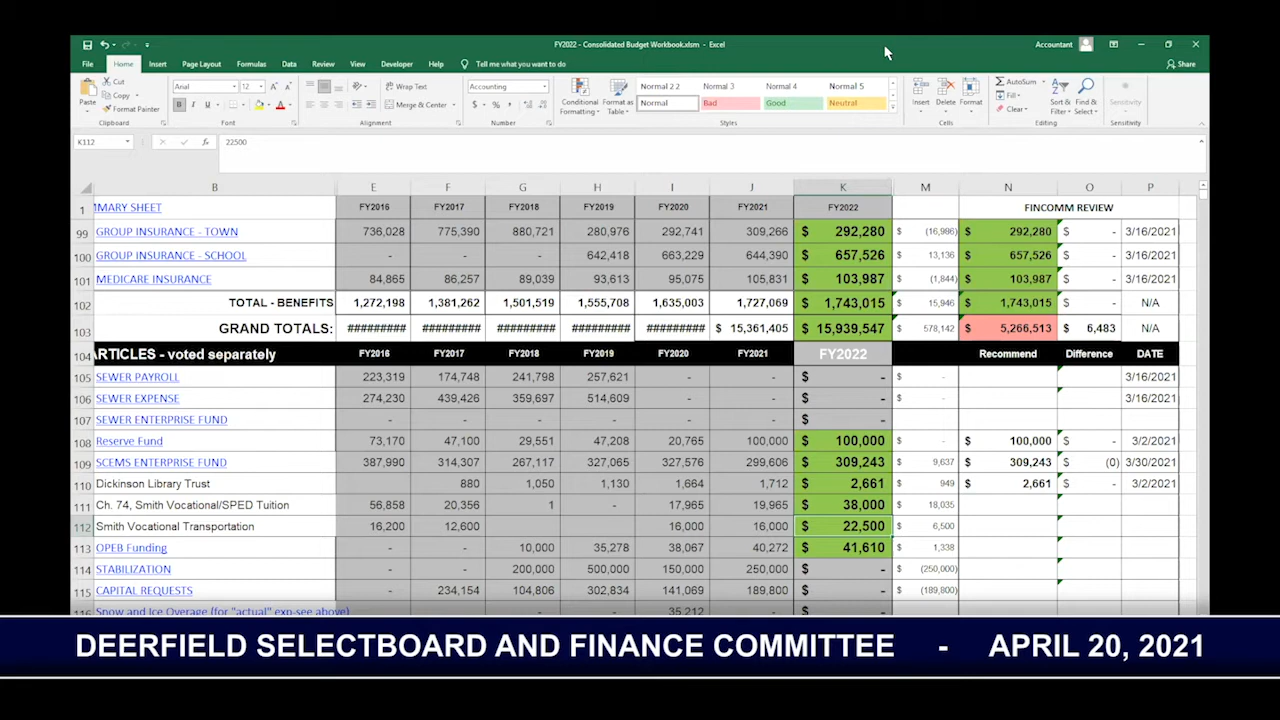 FY2022 - Consolidated Budget Workbook.xlsm - Excel
Accountant
File Home Insert Page Layout Formulas Data Review View Developer Help Tell me what you want to do Share
Cut
Copy
Format Painter
Paste
Clipboard
Arial 12
B I U
Font
Wrap Text
Merge & Center
Alignment
Accounting
$ % ,
Number
Conditional Formatting
Format as Table
Normal 2 2 Normal 3 Normal 4 Normal 5
Normal Bad Good Neutral
Styles
Insert Delete Format
Cells
AutoSum
Fill
Clear
Sort & Filter
Find & Select
Editing
Sensitivity
Sensitivity
K112 fx 22500
B E F G H I J K M N O P
1 MMARY SHEET FY2016 FY2017 FY2018 FY2019 FY2020 FY2021 FY2022 FINCOMM REVIEW
99 GROUP INSURANCE - TOWN 736,028 775,390 880,721 280,976 292,741 309,266 $ 292,280 $ (16,986) $ 292,280 $ - 3/16/2021
100 GROUP INSURANCE - SCHOOL - - - 642,418 663,229 644,390 $ 657,526 $ 13,136 $ 657,526 $ - 3/16/2021
101 MEDICARE INSURANCE 84,865 86,257 89,039 93,613 95,075 105,831 $ 103,987 $ (1,844) $ 103,987 $ - 3/16/2021
102 TOTAL - BENEFITS 1,272,198 1,381,262 1,501,519 1,555,708 1,635,003 1,727,069 $ 1,743,015 $ 15,946 $ 1,743,015 $ - N/A
103 GRAND TOTALS: ######### ######### ######### ######### ######### $ 15,361,405 $ 15,939,547 $ 578,142 $ 5,266,513 $ 6,483 N/A
104 ARTICLES - voted separately FY2016 FY2017 FY2018 FY2019 FY2020 FY2021 FY2022 Recommend Difference DATE
105 SEWER PAYROLL 223,319 174,748 241,798 257,621 - - $ - $ - 3/16/2021
106 SEWER EXPENSE 274,230 439,426 359,697 514,609 - - $ - $ - 3/16/2021
107 SEWER ENTERPRISE FUND - - - - - - $ -
108 Reserve Fund 73,170 47,100 29,551 47,208 20,765 100,000 $ 100,000 $ - $ 100,000 $ - 3/2/2021
109 SCEMS ENTERPRISE FUND 387,990 314,307 267,117 327,065 327,576 299,606 $ 309,243 $ 9,637 $ 309,243 $ (0) 3/30/2021
110 Dickinson Library Trust 880 1,050 1,130 1,664 1,712 $ 2,661 $ 949 $ 2,661 $ - 3/2/2021
111 Ch. 74, Smith Vocational/SPED Tuition 56,858 20,356 1 - 17,965 19,965 $ 38,000 $ 18,035
112 Smith Vocational Transportation 16,200 12,600 16,000 16,000 $ 22,500 $ 6,500
113 OPEB Funding - - 10,000 35,278 38,067 40,272 $ 41,610 $ 1,338
114 STABILIZATION - - 200,000 500,000 150,000 250,000 $ - $ (250,000)
115 CAPITAL REQUESTS - 234,154 104,806 302,834 141,069 189,800 $ - $ (189,800)
116 Snow and Ice Overage (for "actual" exp-see above) 35,212
DEERFIELD SELECTBOARD AND FINANCE COMMITTEE - APRIL 20, 2021